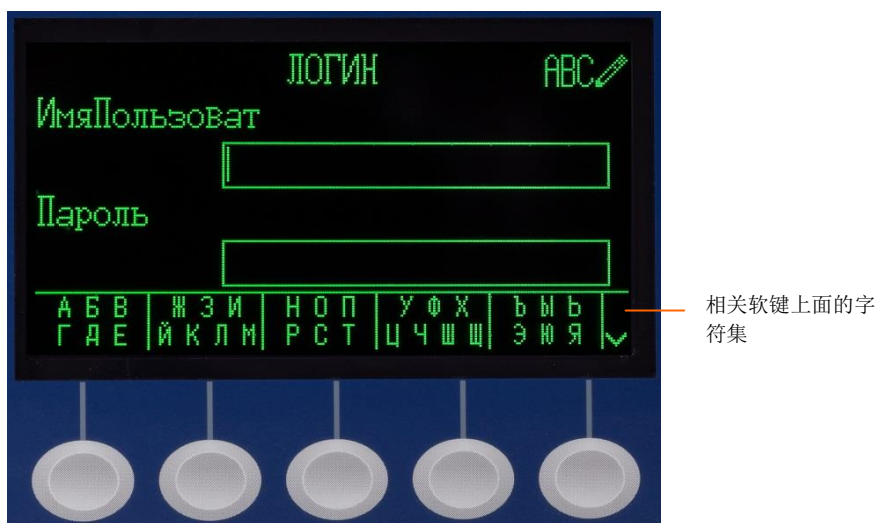 ЛОГИН
ABC
ИмяПользоват
Пароль
А Б В
Г Д Е
Ж З И
Й К Л М
Н О П
Р С Т
У Ф Х
Ц Ч Ш Щ
Ъ Ы Ь
Э Ю Я
相关软键上面的字
符集